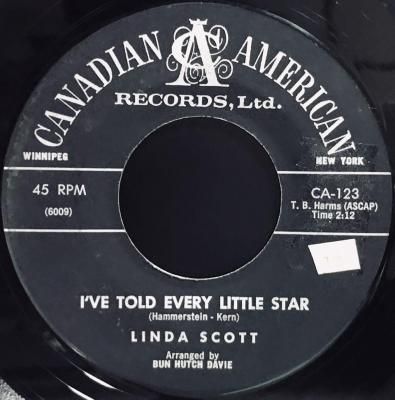 CANADIAN AMERICAN
CA
RECORDS, Ltd.
WINNIPEG
NEW YORK
45 RPM
(6009)
CA-123
T. B. Harms (ASCAP)
Time 2:12
I'VE TOLD EVERY LITTLE STAR
(Hammerstein - Kern)
LINDA SCOTT
Arranged by
BUN HUTCH DAVIE